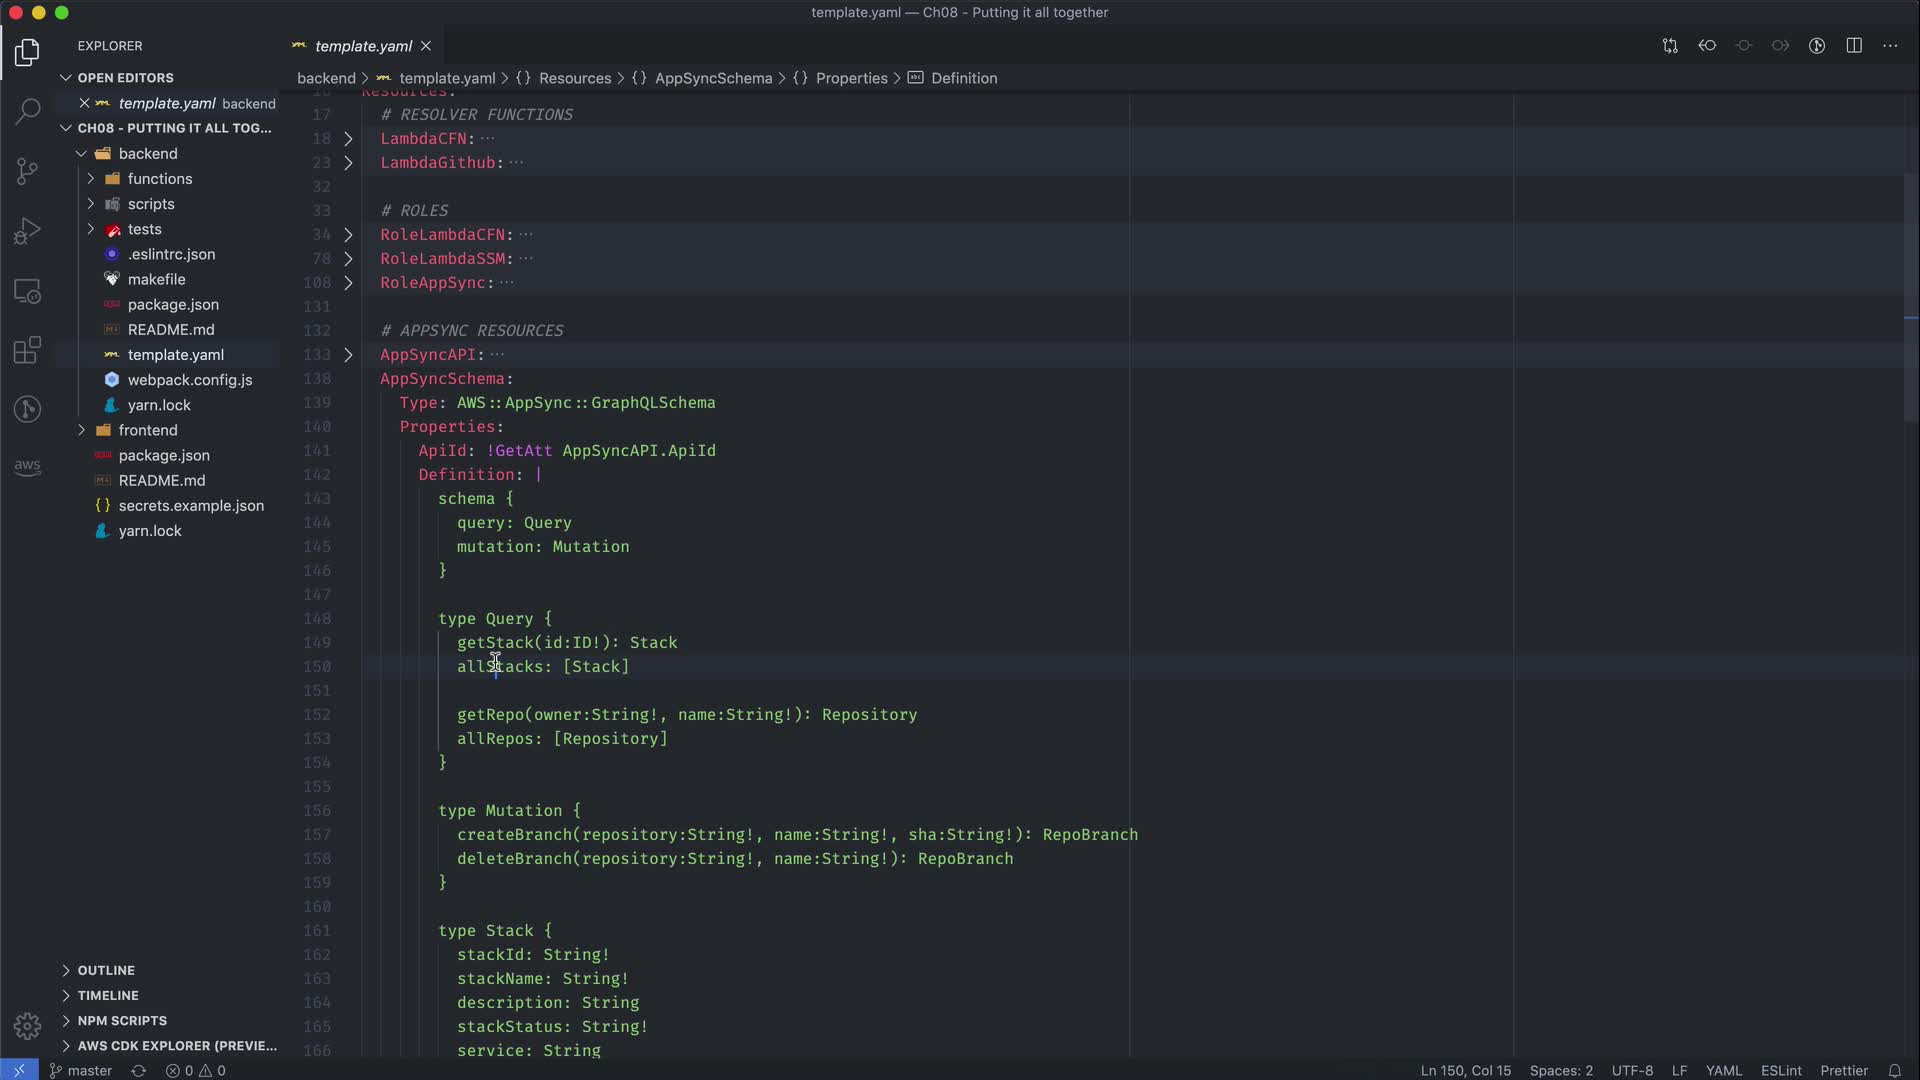 template.yaml — Ch08 - Putting it all together
EXPLORER
OPEN EDITORS
template.yaml backend
CH08 - PUTTING IT ALL TOG...
backend
functions
scripts
tests
.eslintrc.json
makefile
package.json
README.md
template.yaml
webpack.config.js
yarn.lock
frontend
package.json
README.md
secrets.example.json
yarn.lock
OUTLINE
TIMELINE
NPM SCRIPTS
AWS CDK EXPLORER (PREVIE...
aws
template.yaml
backend > template.yaml > {} Resources > {} AppSyncSchema > {} Properties > Definition
16 Resources:
17 # RESOLVER FUNCTIONS
18 LambdaCFN: ...
23 LambdaGithub: ...
32
33 # ROLES
34 RoleLambdaCFN: ...
78 RoleLambdaSSM: ...
108 RoleAppSync: ...
131
132 # APPSYNC RESOURCES
133 AppSyncAPI: ...
138 AppSyncSchema:
139 Type: AWS::AppSync::GraphQLSchema
140 Properties:
141 ApiId: !GetAtt AppSyncAPI.ApiId
142 Definition: |
143 schema {
144 query: Query
145 mutation: Mutation
146 }
147
148 type Query {
149 getStack(id:ID!): Stack
150 allStacks: [Stack]
151
152 getRepo(owner:String!, name:String!): Repository
153 allRepos: [Repository]
154 }
155
156 type Mutation {
157 createBranch(repository:String!, name:String!, sha:String!): RepoBranch
158 deleteBranch(repository:String!, name:String!): RepoBranch
159 }
160
161 type Stack {
162 stackId: String!
163 stackName: String!
164 description: String
165 stackStatus: String!
166 service: String
master 0 0 Ln 150, Col 15 Spaces: 2 UTF-8 LF YAML ESLint Prettier